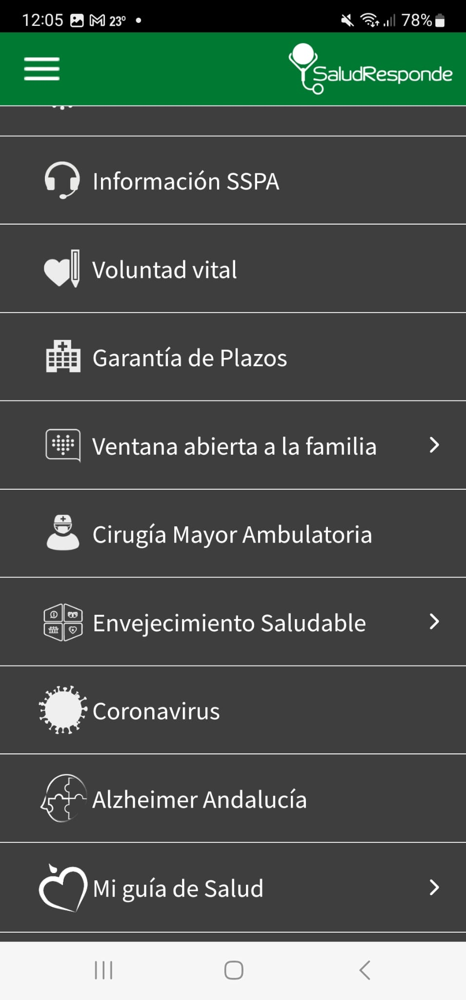 12:05 23° 78%
SaludResponde
Información SSPA
Voluntad vital
Garantía de Plazos
Ventana abierta a la familia
Cirugía Mayor Ambulatoria
Envejecimiento Saludable
Coronavirus
Alzheimer Andalucía
Mi guía de Salud